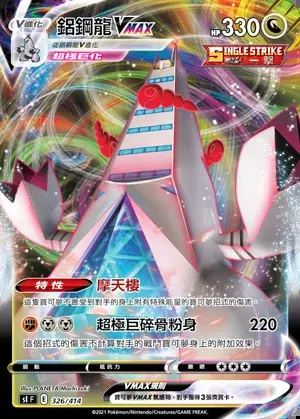 V進化 鋁鋼龍VMAX HP 330
從鋁鋼龍V進化
超極巨化
SINGLE STRIKE
一擊
特性 摩天樓
這隻寶可夢不會受到對手的身上附有特殊能量的寶可夢招式的傷害。
超極巨碎骨粉身 220
這個招式的傷害不計算對手的戰鬥寶可夢身上的附加效果。
弱點 抵抗力 撤退
VMAX規則
寶可夢VMAX【昏厥】時,對手獲得3張獎賞卡。
Illus. PLANETA Mochizuki
sI F E 326/414
©2021 Pokémon/Nintendo/Creatures/GAME FREAK.